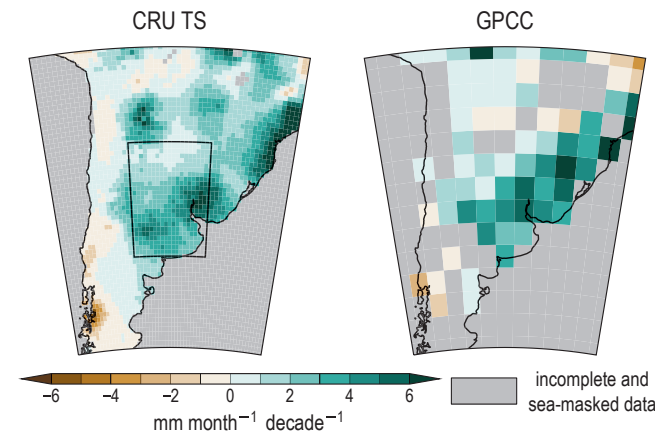 CRU TS
GPCC
−6 −4 −2 0 2 4 6
mm month⁻¹ decade⁻¹
incomplete and
sea-masked data